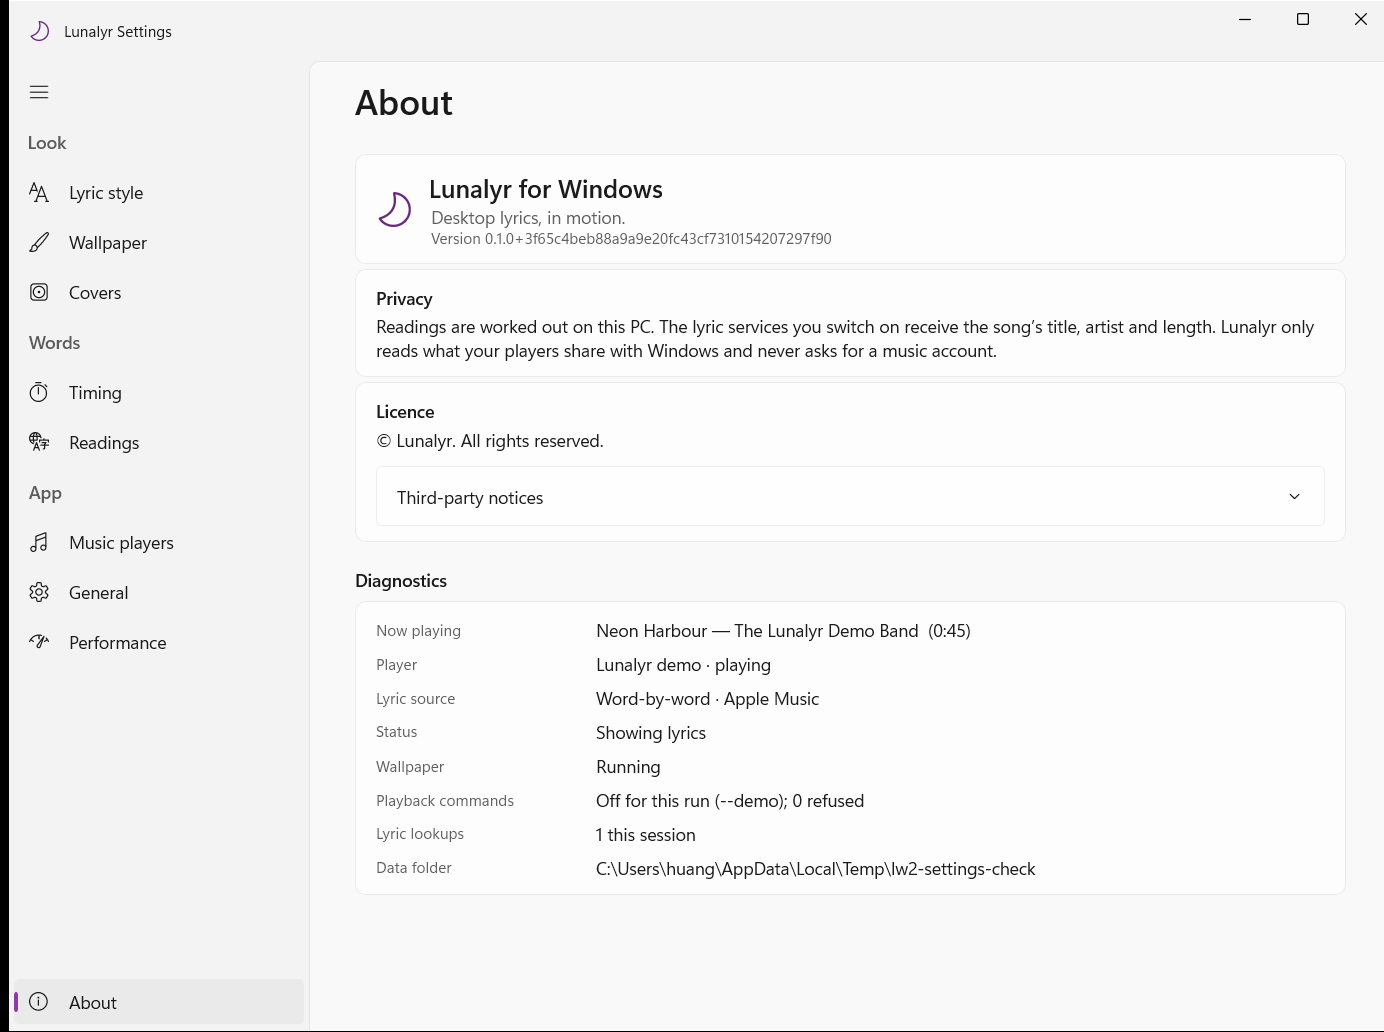 Lunalyr Settings
Look
Lyric style
Wallpaper
Covers
Words
Timing
Readings
App
Music players
General
Performance
About
About
Lunalyr for Windows
Desktop lyrics, in motion.
Version 0.1.0+3f65c4beb88a9a9e20fc43cf7310154207297f90
Privacy
Readings are worked out on this PC. The lyric services you switch on receive the song’s title, artist and length. Lunalyr only
reads what your players share with Windows and never asks for a music account.
Licence
© Lunalyr. All rights reserved.
Third-party notices
Diagnostics
Now playing Neon Harbour — The Lunalyr Demo Band (0:45)
Player Lunalyr demo · playing
Lyric source Word-by-word · Apple Music
Status Showing lyrics
Wallpaper Running
Playback commands Off for this run (--demo); 0 refused
Lyric lookups 1 this session
Data folder C:\Users\huang\AppData\Local\Temp\lw2-settings-check